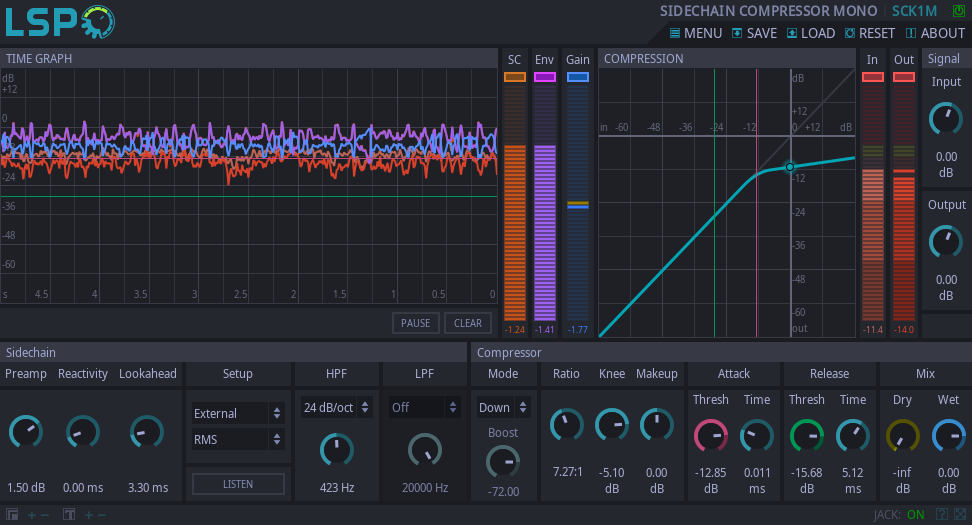 LSP SIDECHAIN COMPRESSOR MONO SCK1M
MENU SAVE LOAD RESET ABOUT
TIME GRAPH SC Env Gain COMPRESSION In Out Signal
dB
+12
0
-24
-36
-48
-60
s 4.5 4 3.5 3 2.5 2 1.5 1 0.5 0
PAUSE CLEAR
-1.24 -1.41 -1.77
dB
+12
in -60 -48 -36 -24 -12 0 +12 dB
-12
-24
-36
-48
-60
out
-11.4 -14.0
Input
0.00
dB
Output
0.00
dB
Sidechain Compressor
Preamp Reactivity Lookahead Setup HPF LPF Mode Ratio Knee Makeup Attack Release Mix
External 24 dB/oct Off Down Thresh Time Thresh Time Dry Wet
RMS Boost
1.50 dB 0.00 ms 3.30 ms LISTEN 423 Hz 20000 Hz -72.00
7.27:1 -5.10 dB 0.00 dB -12.85 dB 0.011 ms -15.68 dB 5.12 ms -inf dB 0.00 dB
JACK: ON